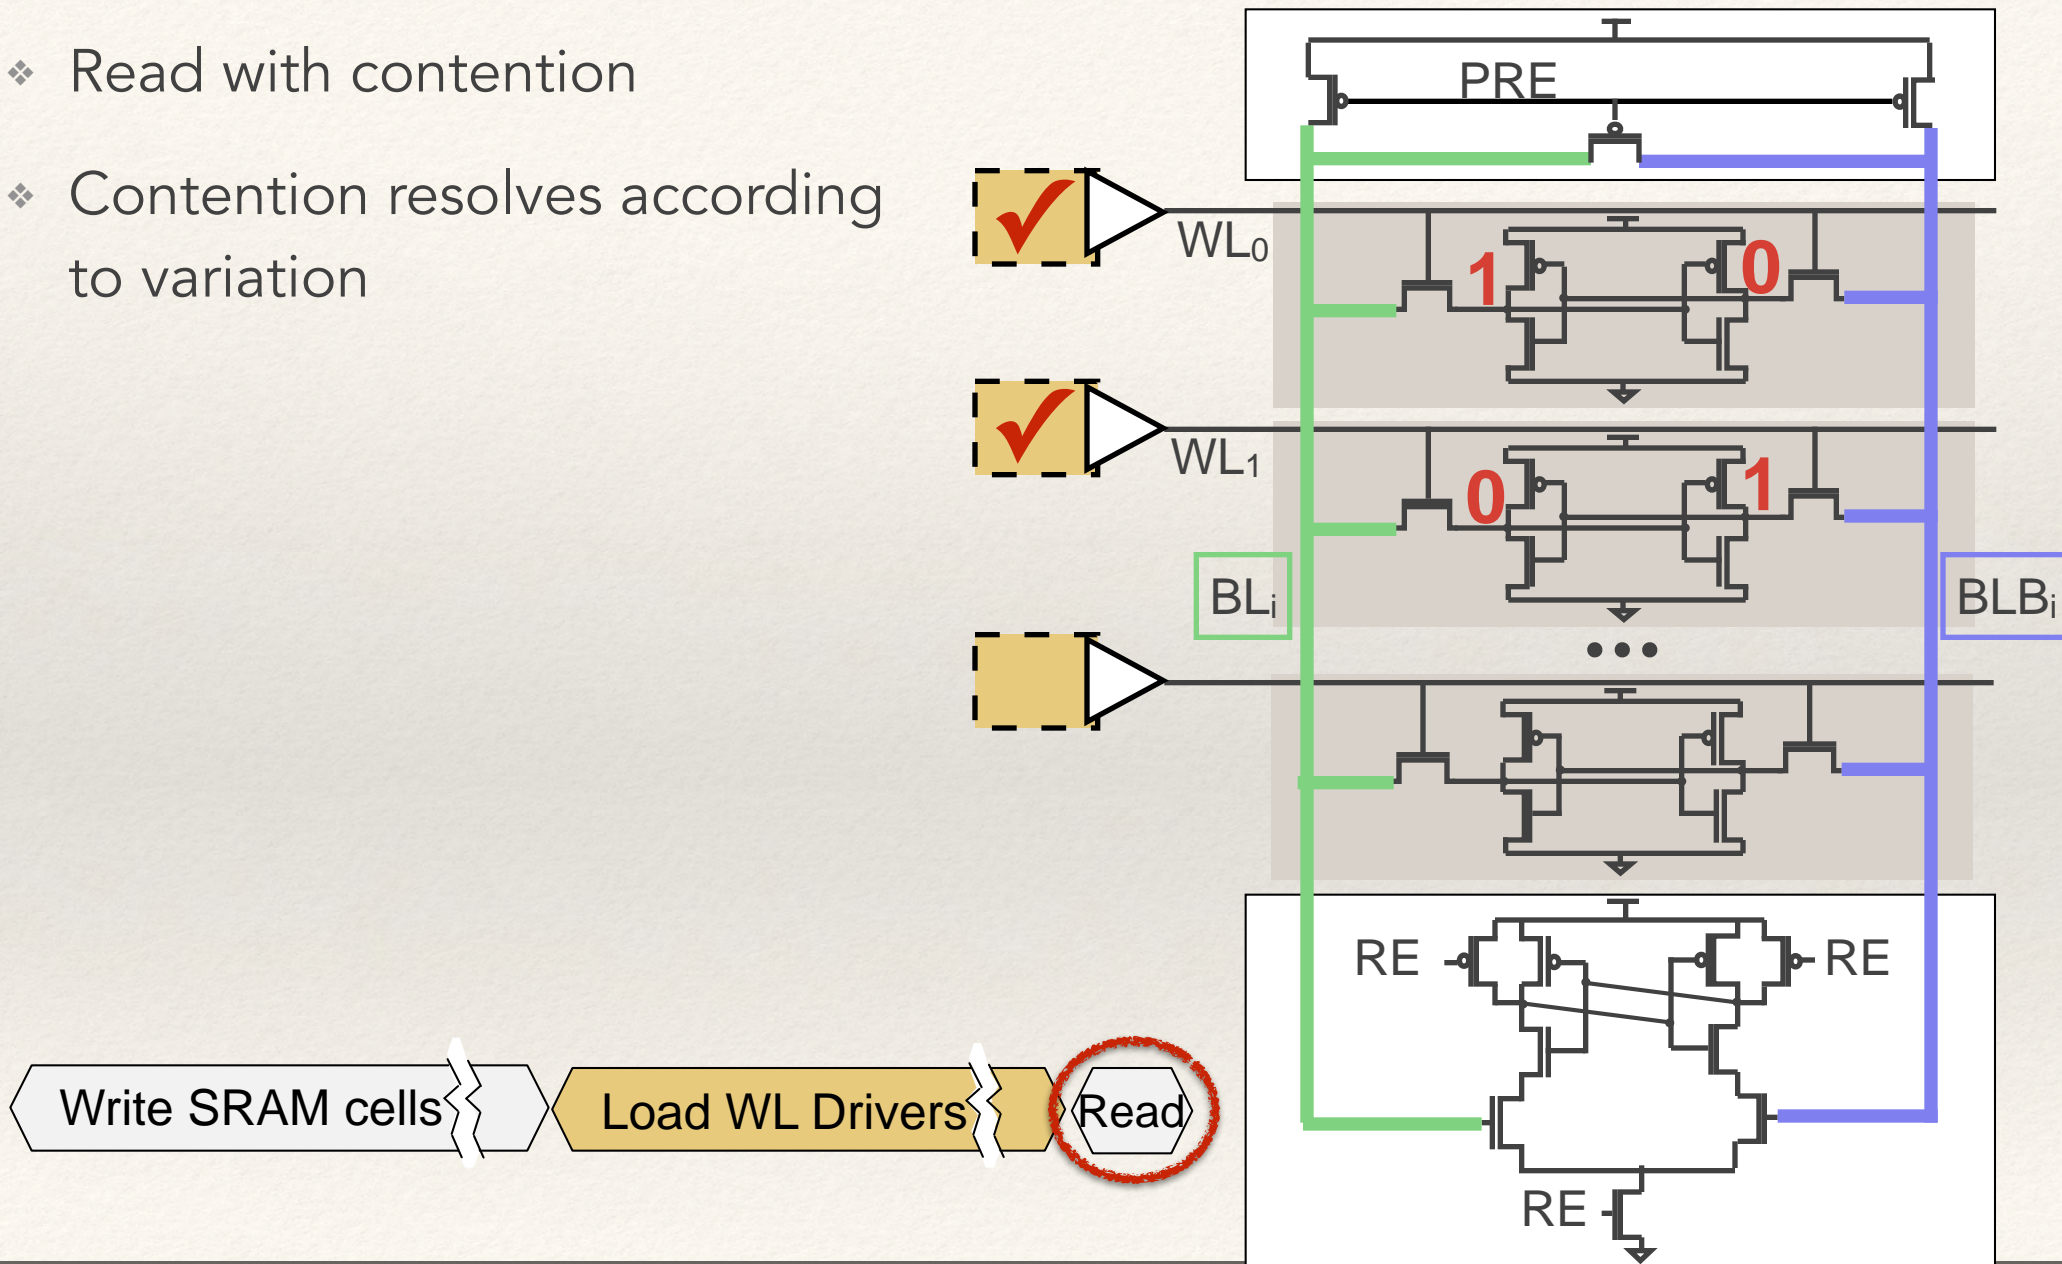 Read with contention
Contention resolves according
to variation
PRE
WL0
1 0
WL1
0 1
BLi
BLBi
RE
RE
Write SRAM cells
Load WL Drivers
Read
RE